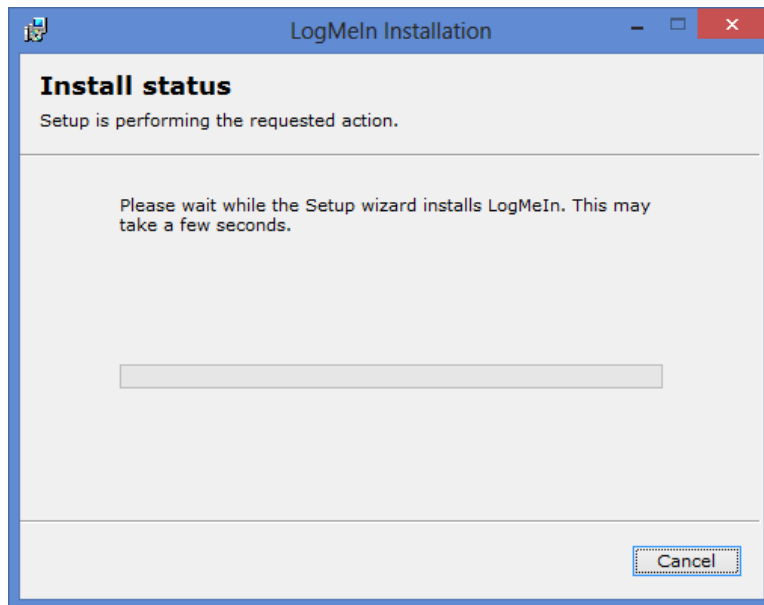 LogMeIn Installation
Install status
Setup is performing the requested action.
Please wait while the Setup wizard installs LogMeIn. This may
take a few seconds.
Cancel